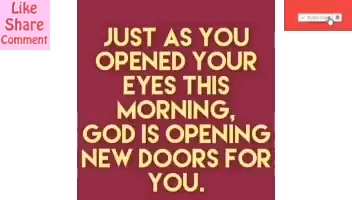 Like
Share
Comment
JUST AS YOU
OPENED YOUR
EYES THIS
MORNING,
GOD IS OPENING
NEW DOORS FOR
YOU.